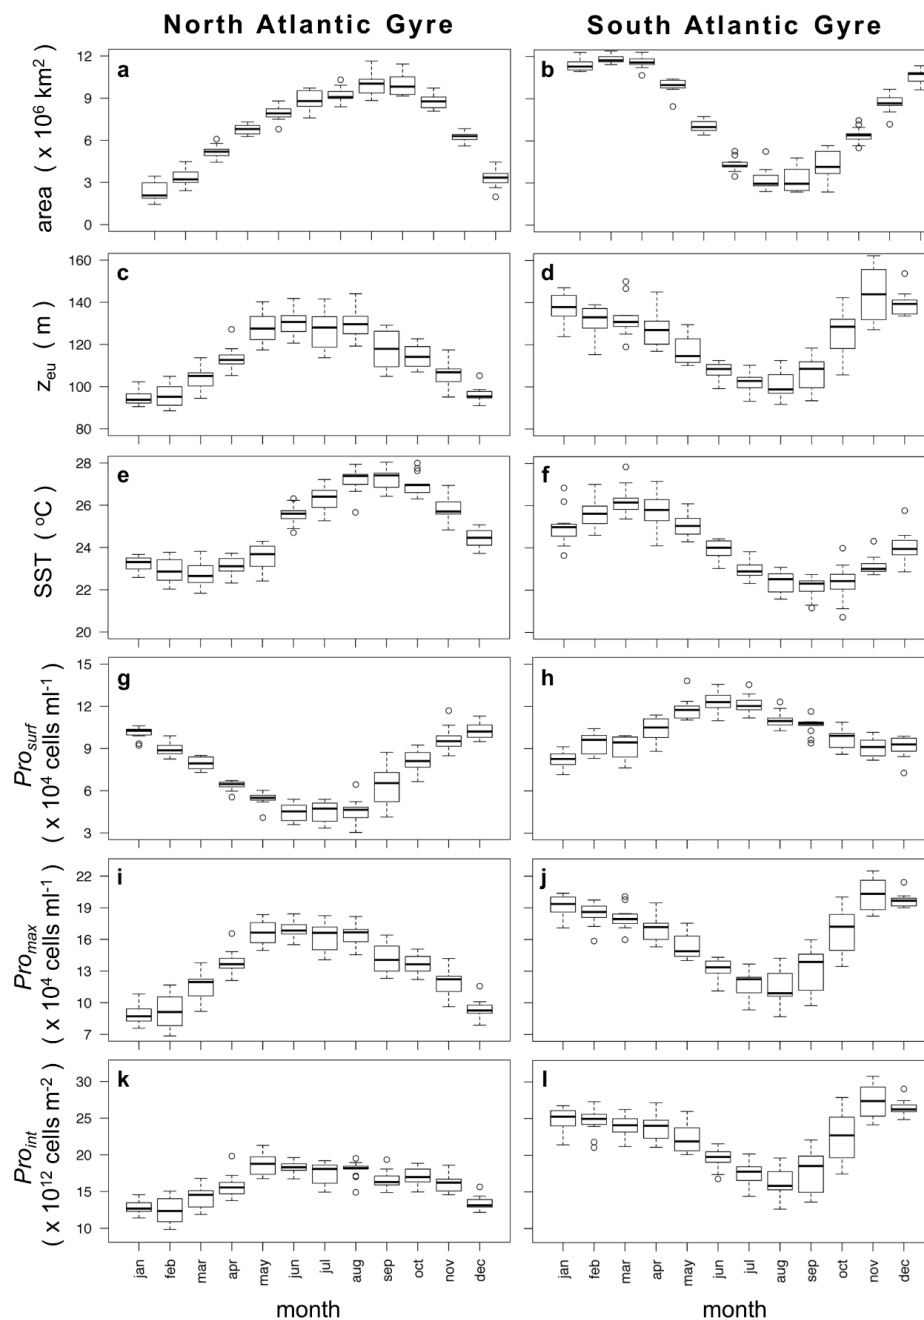 North Atlantic Gyre South Atlantic Gyre
a b
area ( x 10⁶ km²)
12
9
6
3
0
c d
z_eu ( m )
160
140
120
100
80
e f
SST ( °C )
28
26
24
22
20
g h
Pro_surf
( x 10⁴ cells ml⁻¹ )
15
12
9
6
3
i j
Pro_max
( x 10⁴ cells ml⁻¹ )
22
19
16
13
10
7
k l
Pro_int
( x 10¹² cells m⁻² )
30
25
20
15
10
jan feb mar apr may jun jul aug sep oct nov dec jan feb mar apr may jun jul aug sep oct nov dec
month month